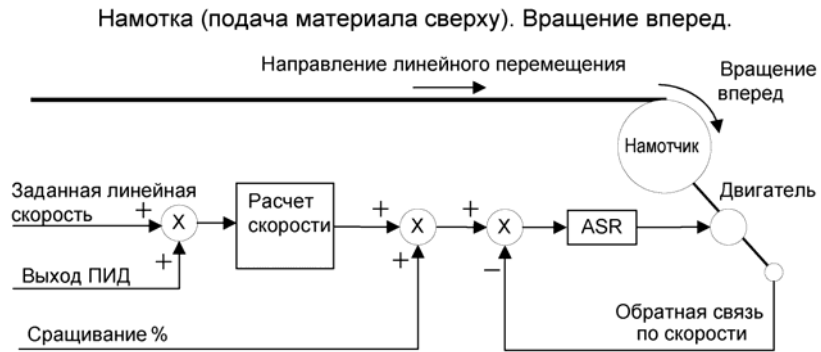 Намотка (подача материала сверху). Вращение вперед.
Направление линейного перемещения
Вращение
вперед
Намотчик
Заданная линейная
скорость
+
X
+
Расчет
скорости
+
X
+
+
X
−
ASR
Двигатель
Выход ПИД
Сращивание %
Обратная связь
по скорости